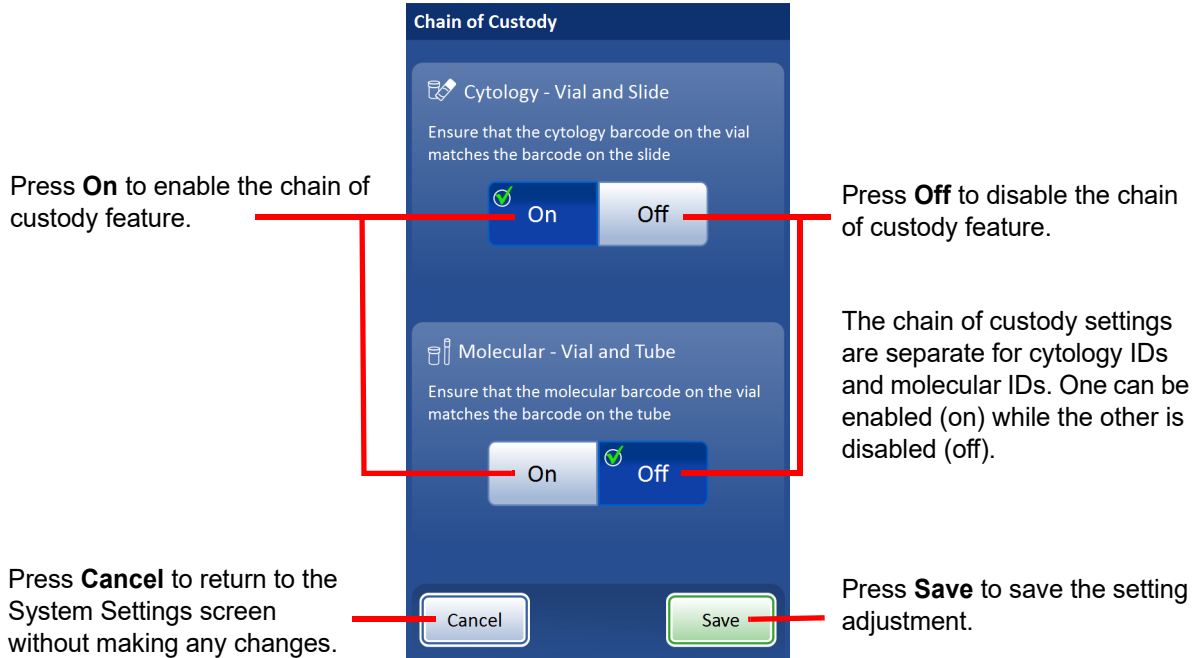 Chain of Custody
Cytology - Vial and Slide
Ensure that the cytology barcode on the vial
matches the barcode on the slide
On
Off
Press On to enable the chain of
custody feature.
Press Off to disable the chain
of custody feature.
The chain of custody settings
are separate for cytology IDs
and molecular IDs. One can be
enabled (on) while the other is
disabled (off).
Molecular - Vial and Tube
Ensure that the molecular barcode on the vial
matches the barcode on the tube
On
Off
Press Cancel to return to the
System Settings screen
without making any changes.
Cancel
Save
Press Save to save the setting
adjustment.